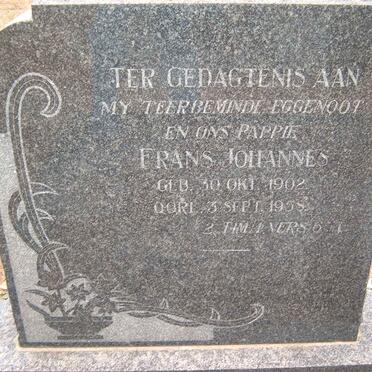 TER GEDAGTENIS AAN
MY TEERBEMINDE EGGENOOT
EN ONS PAPPIE
FRANS JOHANNES
GEB. 30 OKT. 1902
OORL. 3 SEPT. 1958
2 TIM. 4 VERS 6